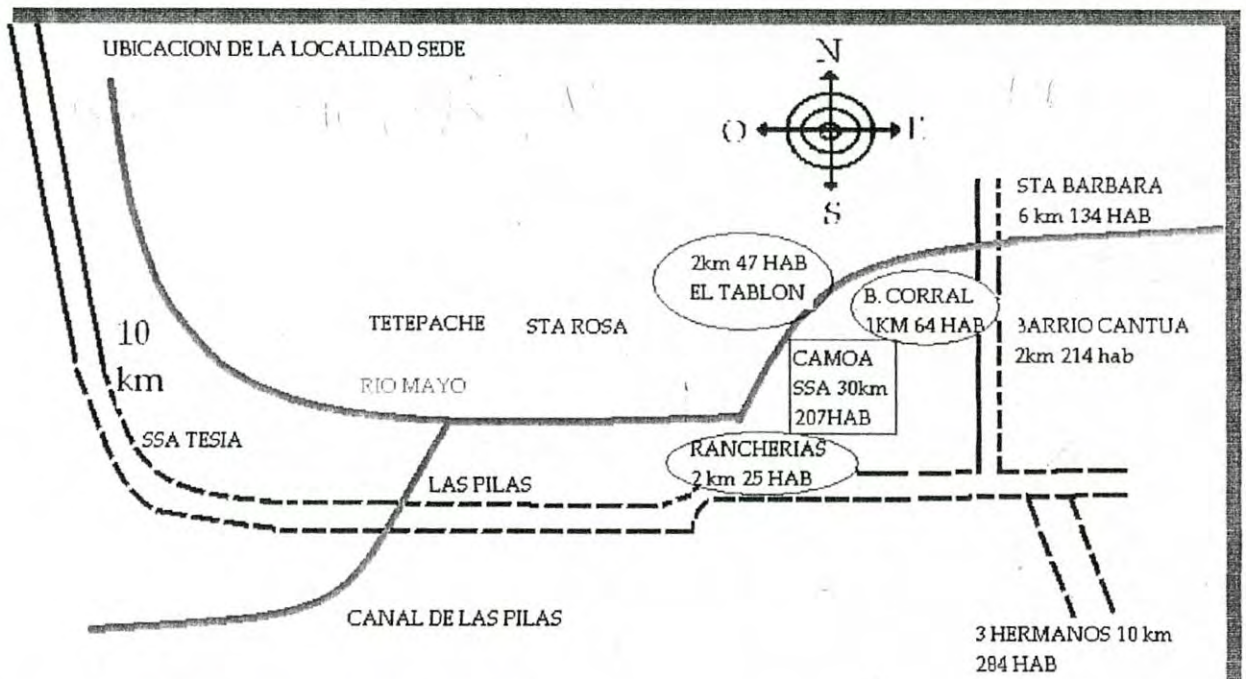 UBICACION DE LA LOCALIDAD SEDE
N
O E
S
STA BARBARA
6 km 134 HAB
2km 47 HAB
EL TABLON
B. CORRAL
1KM 64 HAB
BARRIO CANTUA
2km 214 hab
10
km
TETEPACHE
STA ROSA
CAMOA
SSA 30km
207HAB
RIO MAYO
SSA TESIA
RANCHERIAS
2 km 25 HAB
LAS PILAS
CANAL DE LAS PILAS
3 HERMANOS 10 km
284 HAB